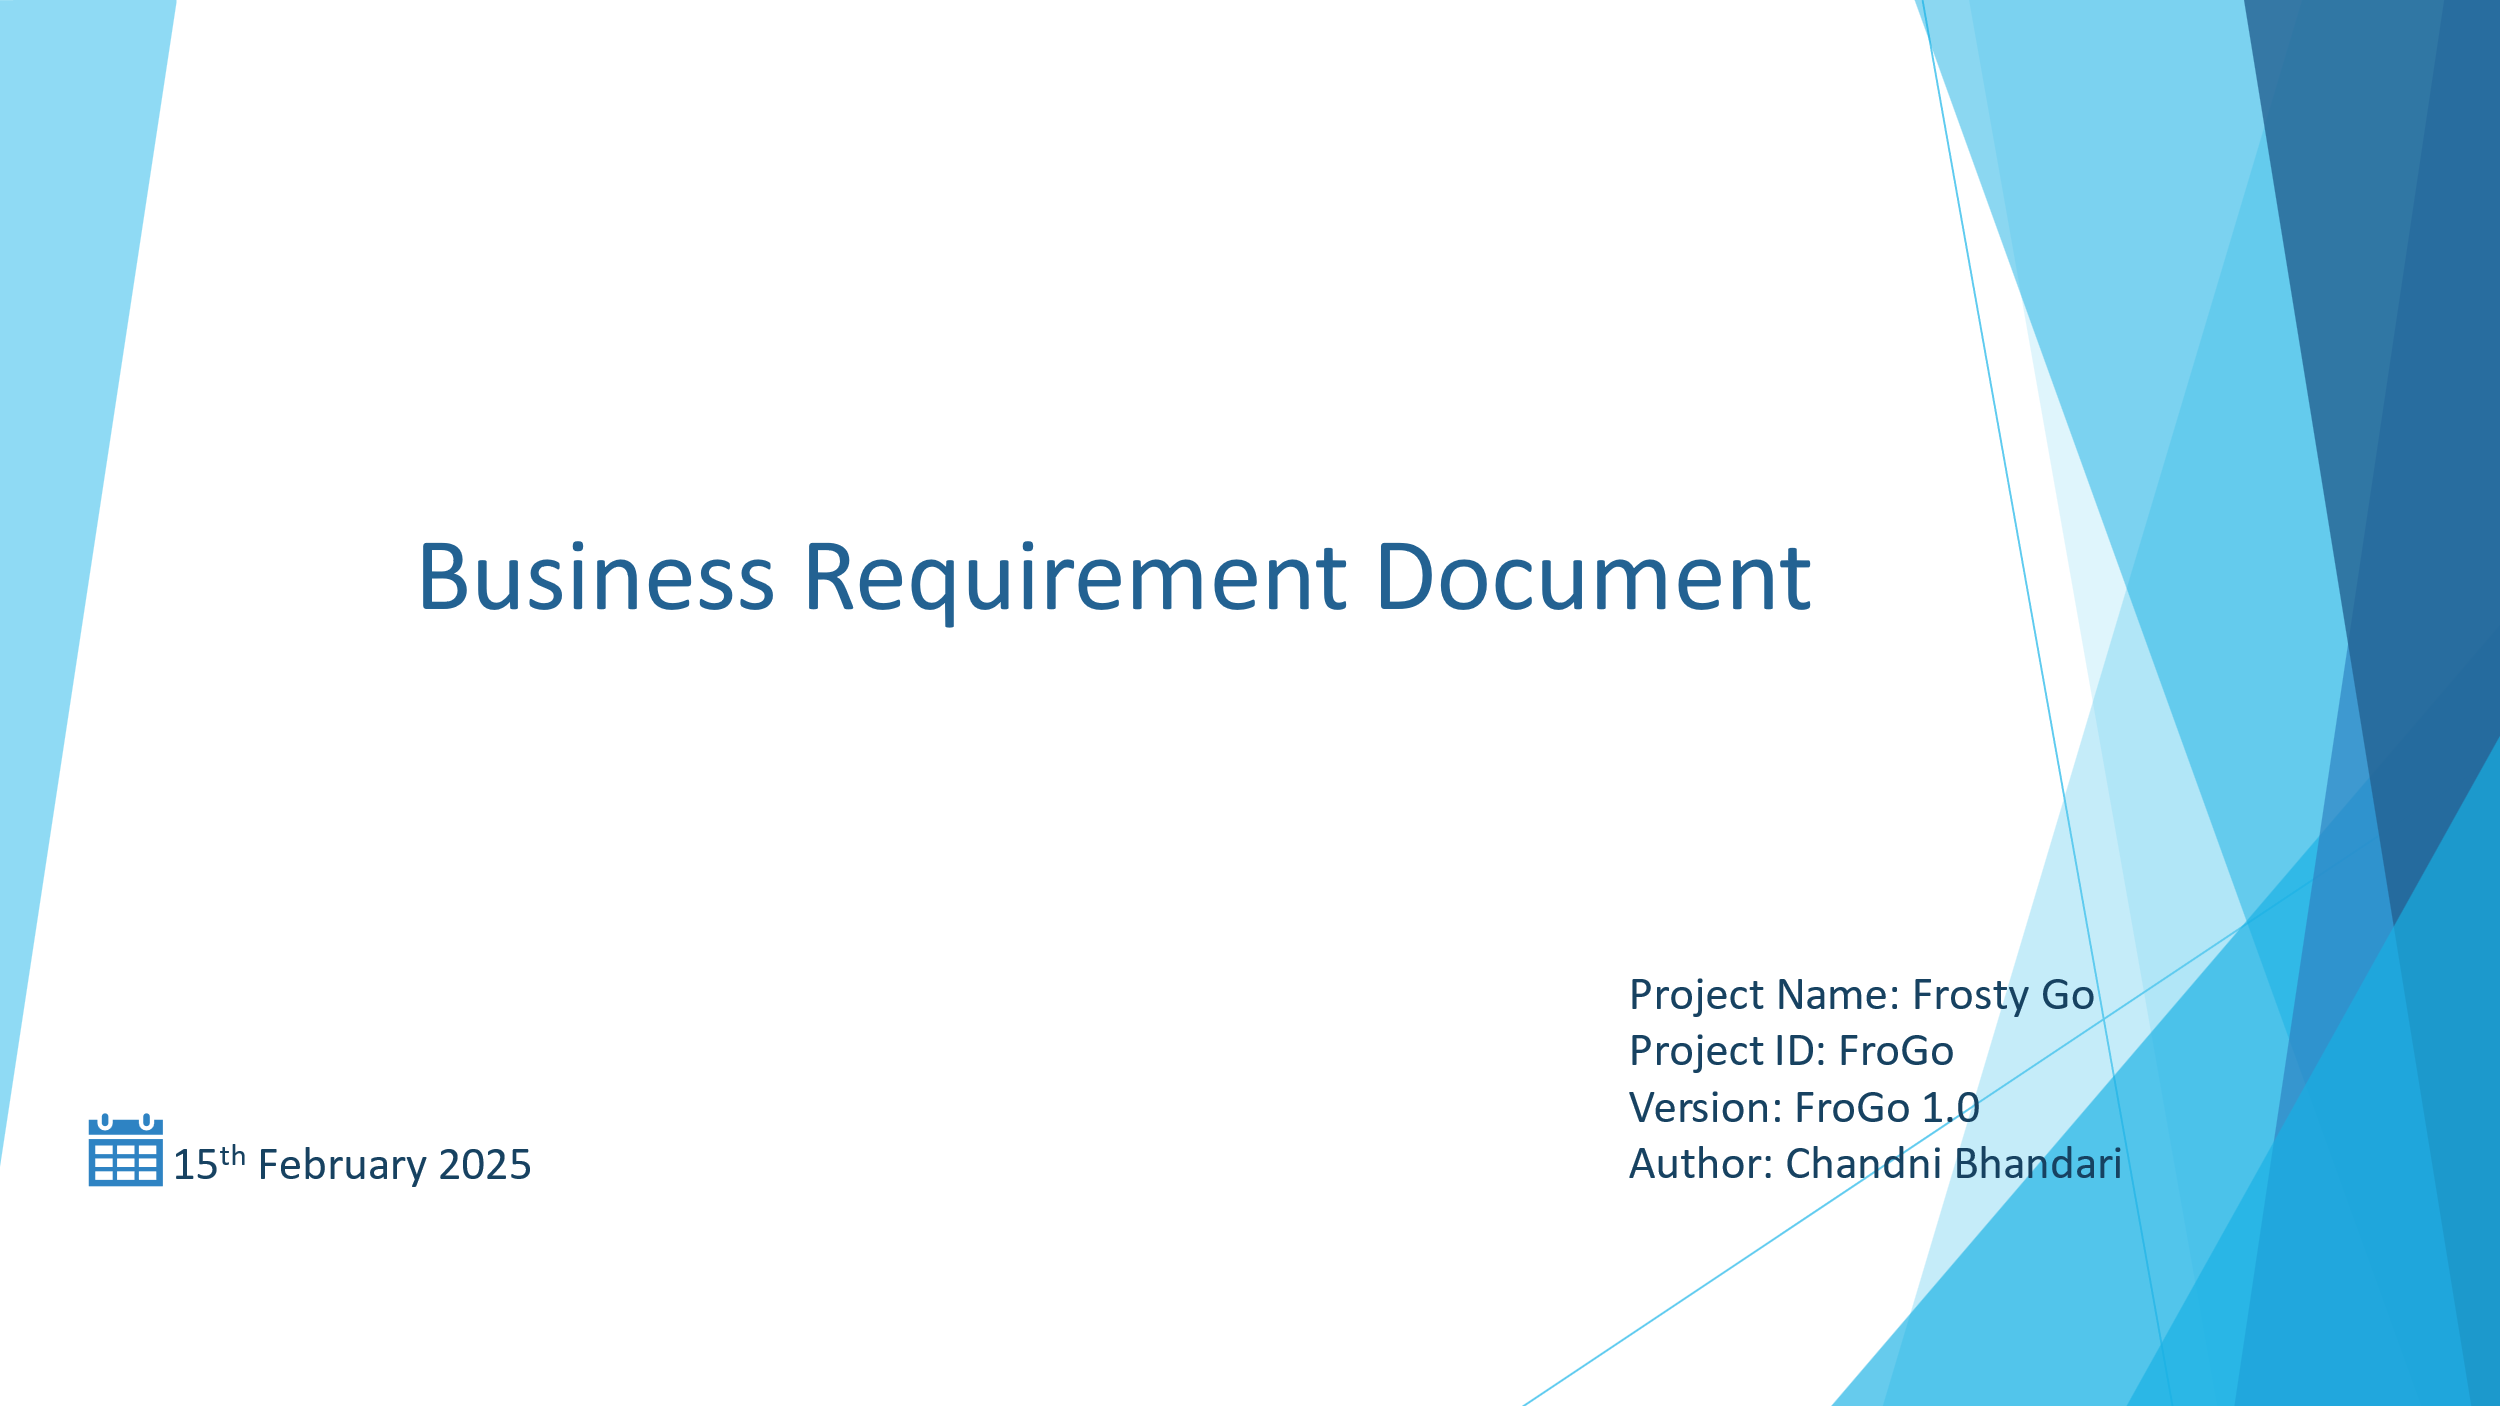 Business Requirement Document
Project Name: Frosty Go
Project ID: FroGo
Version: FroGo 1.0
Author: Chandni Bhandari
15th February 2025